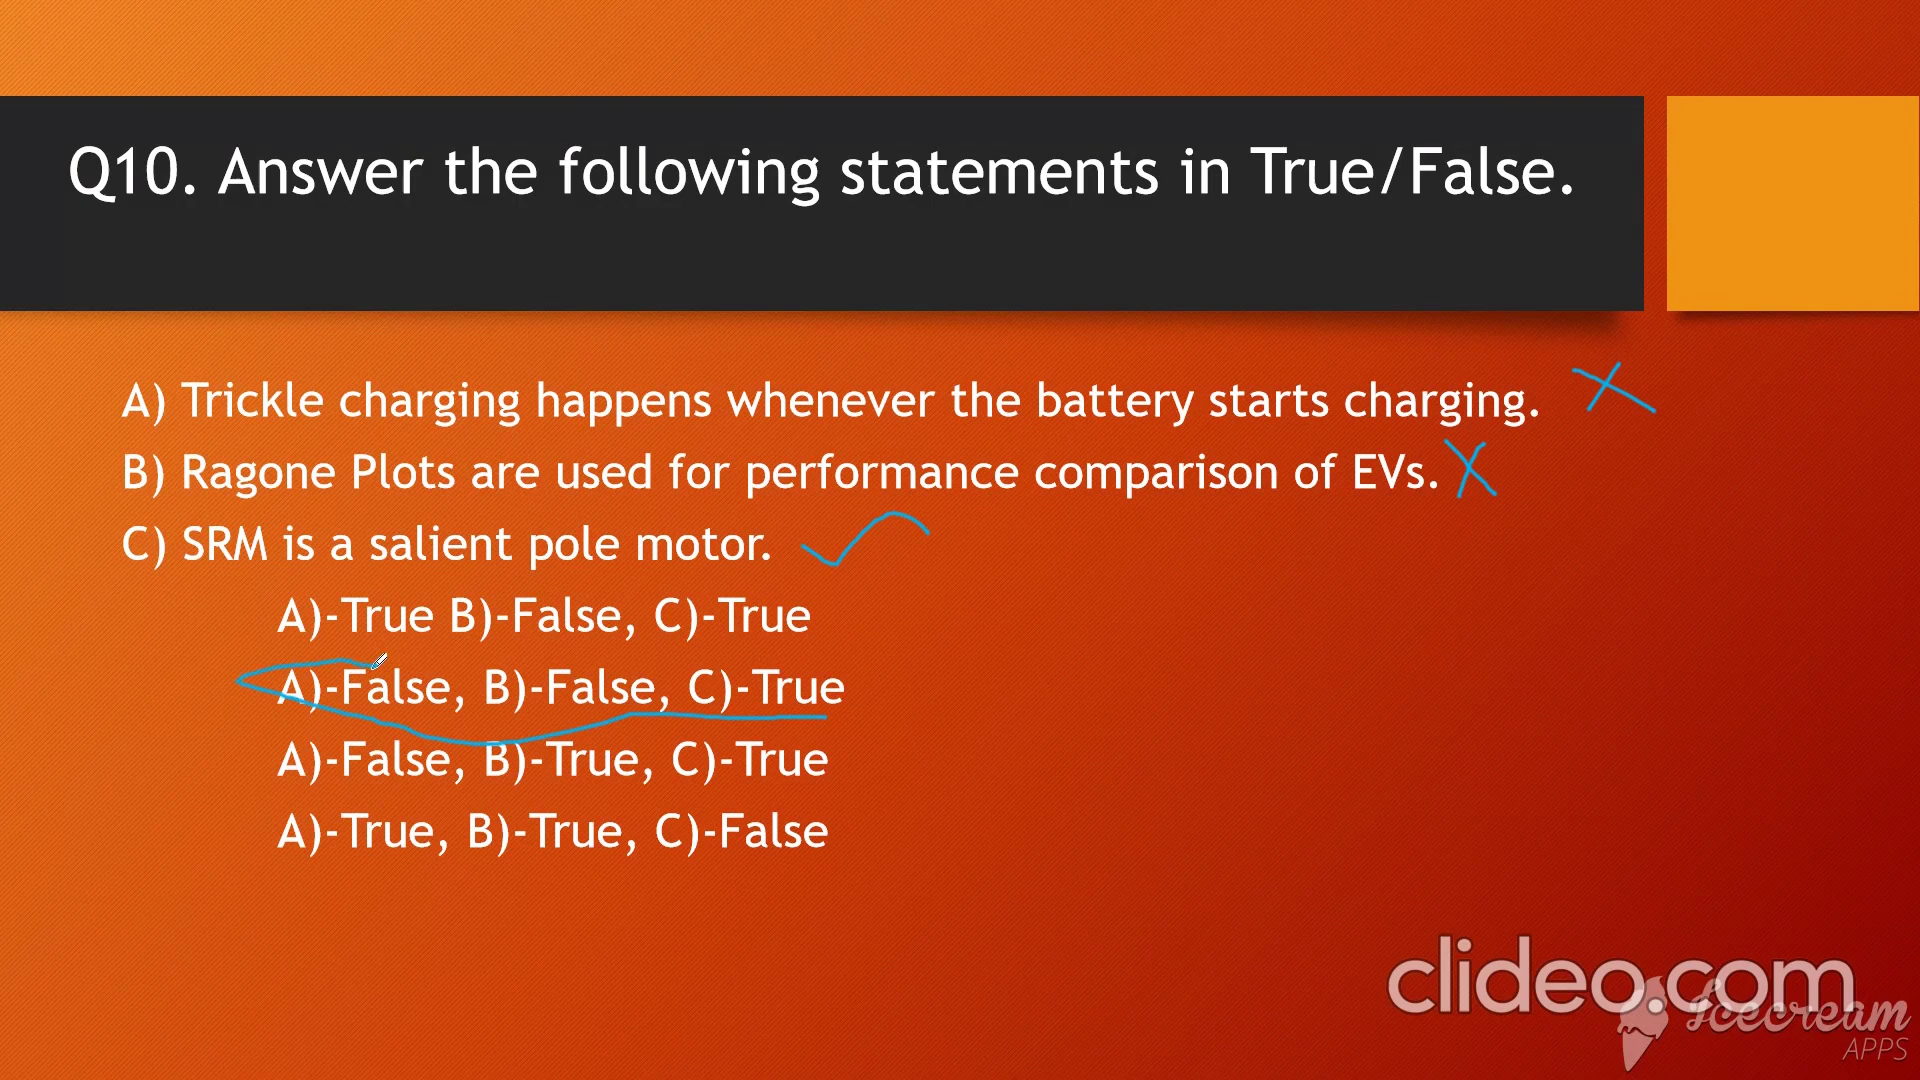 Q10. Answer the following statements in True/False.
A) Trickle charging happens whenever the battery starts charging.
B) Ragone Plots are used for performance comparison of EVs.
C) SRM is a salient pole motor.
A)-True B)-False, C)-True
A)-False, B)-False, C)-True
A)-False, B)-True, C)-True
A)-True, B)-True, C)-False
clideo.com
Icecream
APPS